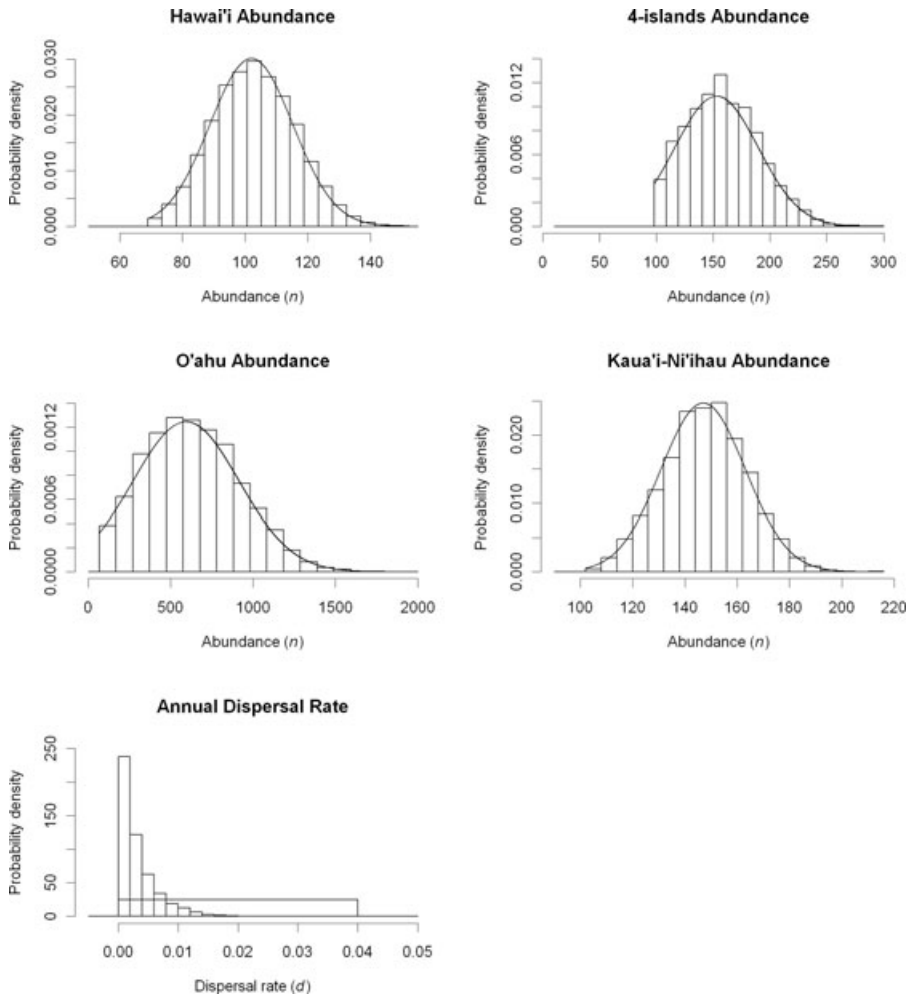 Hawai'i Abundance
Probability density
0.000 0.010 0.020 0.030
60 80 100 120 140
Abundance (n)
4-islands Abundance
Probability density
0.000 0.006 0.012
0 50 100 150 200 250 300
Abundance (n)
O'ahu Abundance
Probability density
0.0000 0.0006 0.0012
0 500 1000 1500 2000
Abundance (n)
Kaua'i-Ni'ihau Abundance
Probability density
0.000 0.010 0.020
100 120 140 160 180 200 220
Abundance (n)
Annual Dispersal Rate
Probability density
0 50 150 250
0.00 0.01 0.02 0.03 0.04 0.05
Dispersal rate (d)